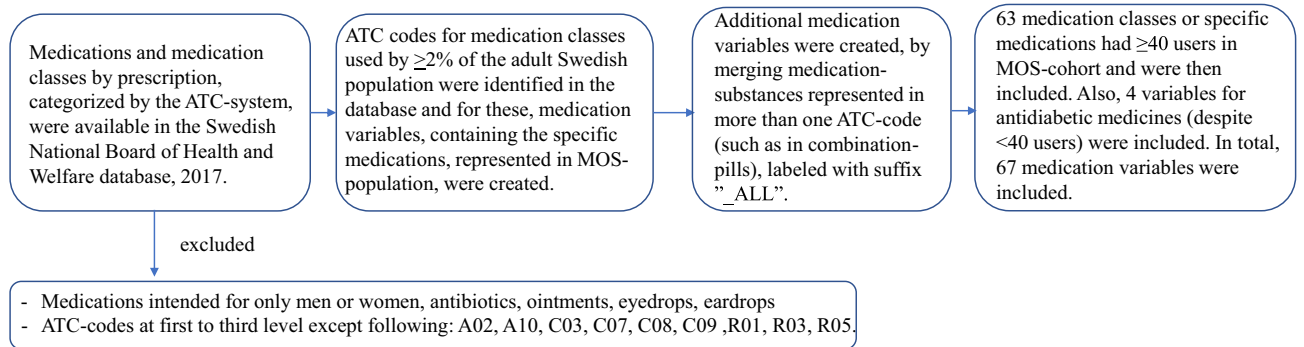 Medications and medication
classes by prescription,
categorized by the ATC-system,
were available in the Swedish
National Board of Health and
Welfare database, 2017.
ATC codes for medication classes
used by ≥2% of the adult Swedish
population were identified in the
database and for these, medication
variables, containing the specific
medications, represented in MOS-
population, were created.
Additional medication
variables were created, by
merging medication-
substances represented in
more than one ATC-code
(such as in combination-
pills), labeled with suffix
”_ALL”.
63 medication classes or specific
medications had ≥40 users in
MOS-cohort and were then
included. Also, 4 variables for
antidiabetic medicines (despite
<40 users) were included. In total,
67 medication variables were
included.
excluded
- Medications intended for only men or women, antibiotics, ointments, eyedrops, eardrops
- ATC-codes at first to third level except following: A02, A10, C03, C07, C08, C09 ,R01, R03, R05.